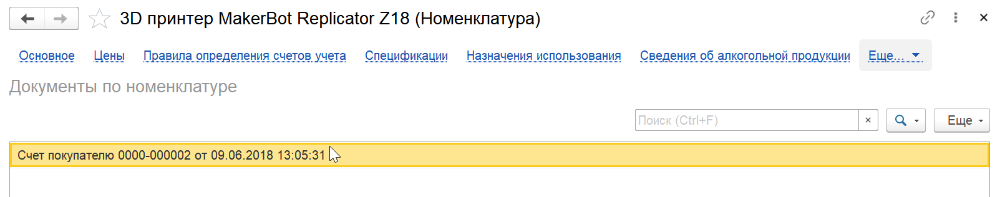 3D принтер MakerBot Replicator Z18 (Номенклатура)
Основное Цены Правила определения счетов учета Спецификации Назначения использования Сведения об алкогольной продукции Еще...
Документы по номенклатуре
Поиск (Ctrl+F) × Еще
Счет покупателю 0000-000002 от 09.06.2018 13:05:31